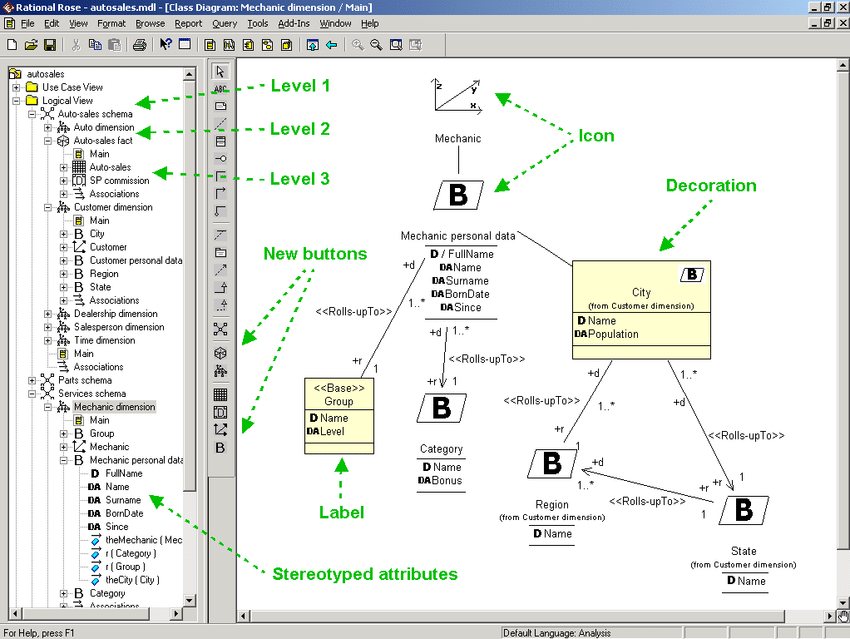 Rational Rose - autosales.mdl - [Class Diagram: Mechanic dimension / Main]
File Edit View Format Browse Report Query Tools Add-Ins Window Help
autosales
Use Case View
Logical View
Auto-sales schema
Auto dimension
Auto-sales fact
Main
Auto-sales
SP commission
Associations
Customer dimension
Main
City
Customer
Customer personal data
Region
State
Associations
Dealership dimension
Salesperson dimension
Time dimension
Main
Associations
Parts schema
Services schema
Mechanic dimension
Main
Group
Mechanic
Mechanic personal data
FullName
Name
Surname
BornDate
Since
theMechanic ( Mec
r ( Category )
r ( Group )
theCity ( City )
Category
Associations
ABC
B
Level 1
Level 2
Level 3
New buttons
Label
Stereotyped attributes
Icon
Decoration
z y x
Mechanic
B
Mechanic personal data
D / FullName
DA Name
DA Surname
DA BornDate
DA Since
+d
1..*
<<Rolls-upTo>>
+r
1
+d 1..*
<<Rolls-upTo>>
+r 1
<<Base>>
Group
D Name
DA Level
B
Category
D Name
DA Bonus
B
City
(from Customer dimension)
D Name
DA Population
+d
1..*
<<Rolls-upTo>>
+r
1
1..*
+d
<<Rolls-upTo>>
+r
1
B
Region
(from Customer dimension)
D Name
+d
1..*
<<Rolls-upTo>>
+r
1
B
State
(from Customer dimension)
D Name
For Help, press F1
Default Language: Analysis